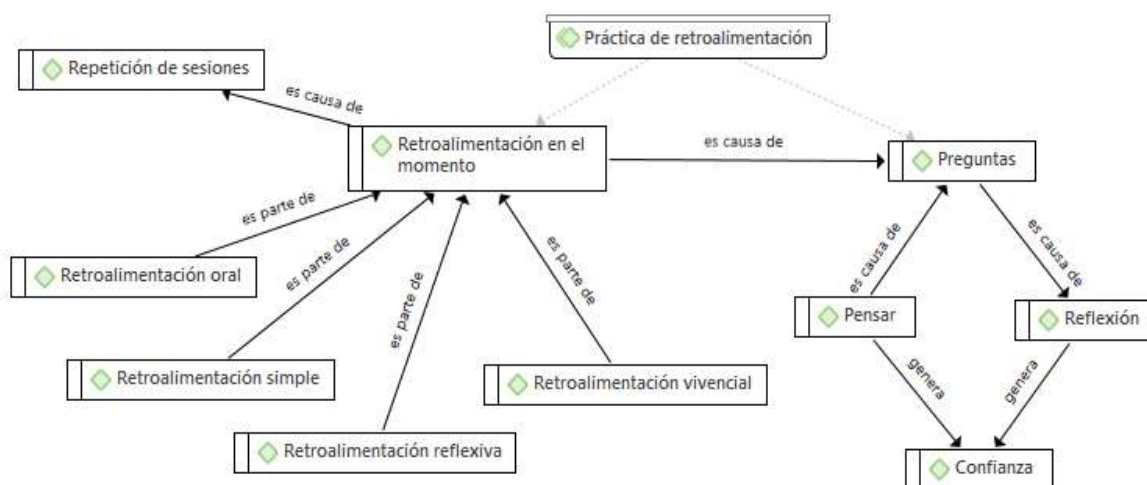 Práctica de retroalimentación
Repetición de sesiones
es causa de
Retroalimentación en el
momento
es causa de
Preguntas
es parte de
es parte de
es parte de
es parte de
es causa de
es causa de
Retroalimentación oral
Pensar
Reflexión
Retroalimentación simple
Retroalimentación vivencial
genera
genera
Retroalimentación reflexiva
Confianza